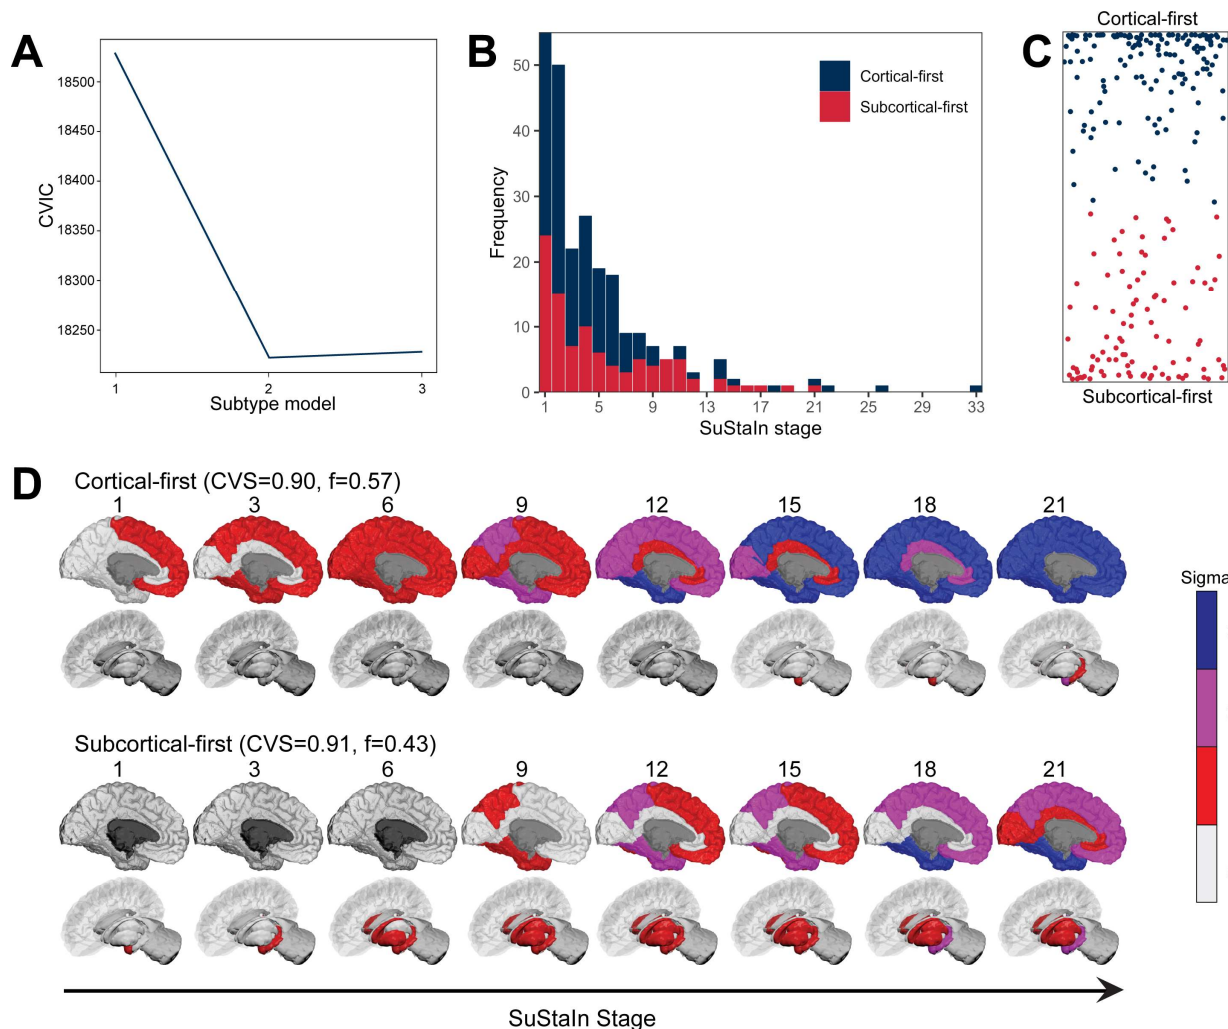 A
18500
18450
18400
18350
18300
18250
CVIC
1 2 3
Subtype model
B
50
40
30
20
10
0
Frequency
Cortical-first
Subcortical-first
1 5 9 13 17 21 25 29 33
SuStaIn stage
C
Cortical-first
Subcortical-first
D
Cortical-first (CVS=0.90, f=0.57)
1 3 6 9 12 15 18 21
Sigma
Subcortical-first (CVS=0.91, f=0.43)
1 3 6 9 12 15 18 21
SuStaIn Stage